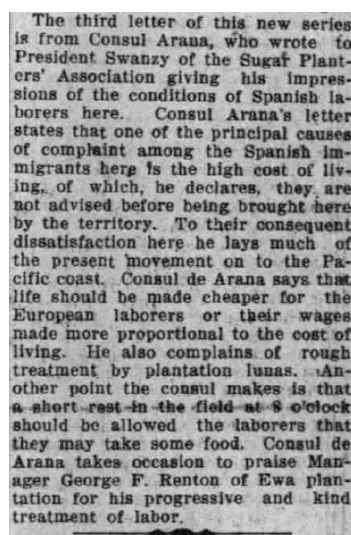 The third letter of this new series
is from Consul Arana, who wrote to
President Swanzy of the Sugar Plant-
ers' Association giving his impres-
sions of the conditions of Spanish la-
borers here. Consul Arana's letter
states that one of the principal causes
of complaint among the Spanish im-
migrants here is the high cost of liv-
ing, of which, he declares, they are
not advised before being brought here
by the territory. To their consequent
dissatisfaction here he lays much of
the present movement on to the Pa-
cific coast. Consul de Arana says that
life should be made cheaper for the
European laborers or their wages
made more proportional to the cost of
living. He also complains of rough
treatment by plantation lunas. An-
other point the consul makes is that
a short rest in the field at 8 o'clock
should be allowed the laborers that
they may take some food. Consul de
Arana takes occasion to praise Man-
ager George F. Renton of Ewa plan-
tation for his progressive and kind
treatment of labor.